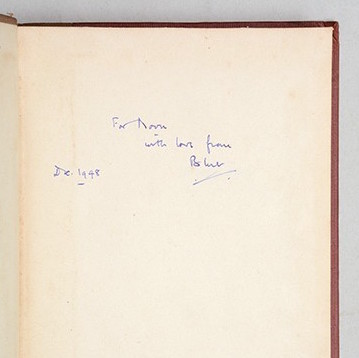 For Nora
with love from
Dec. 1948